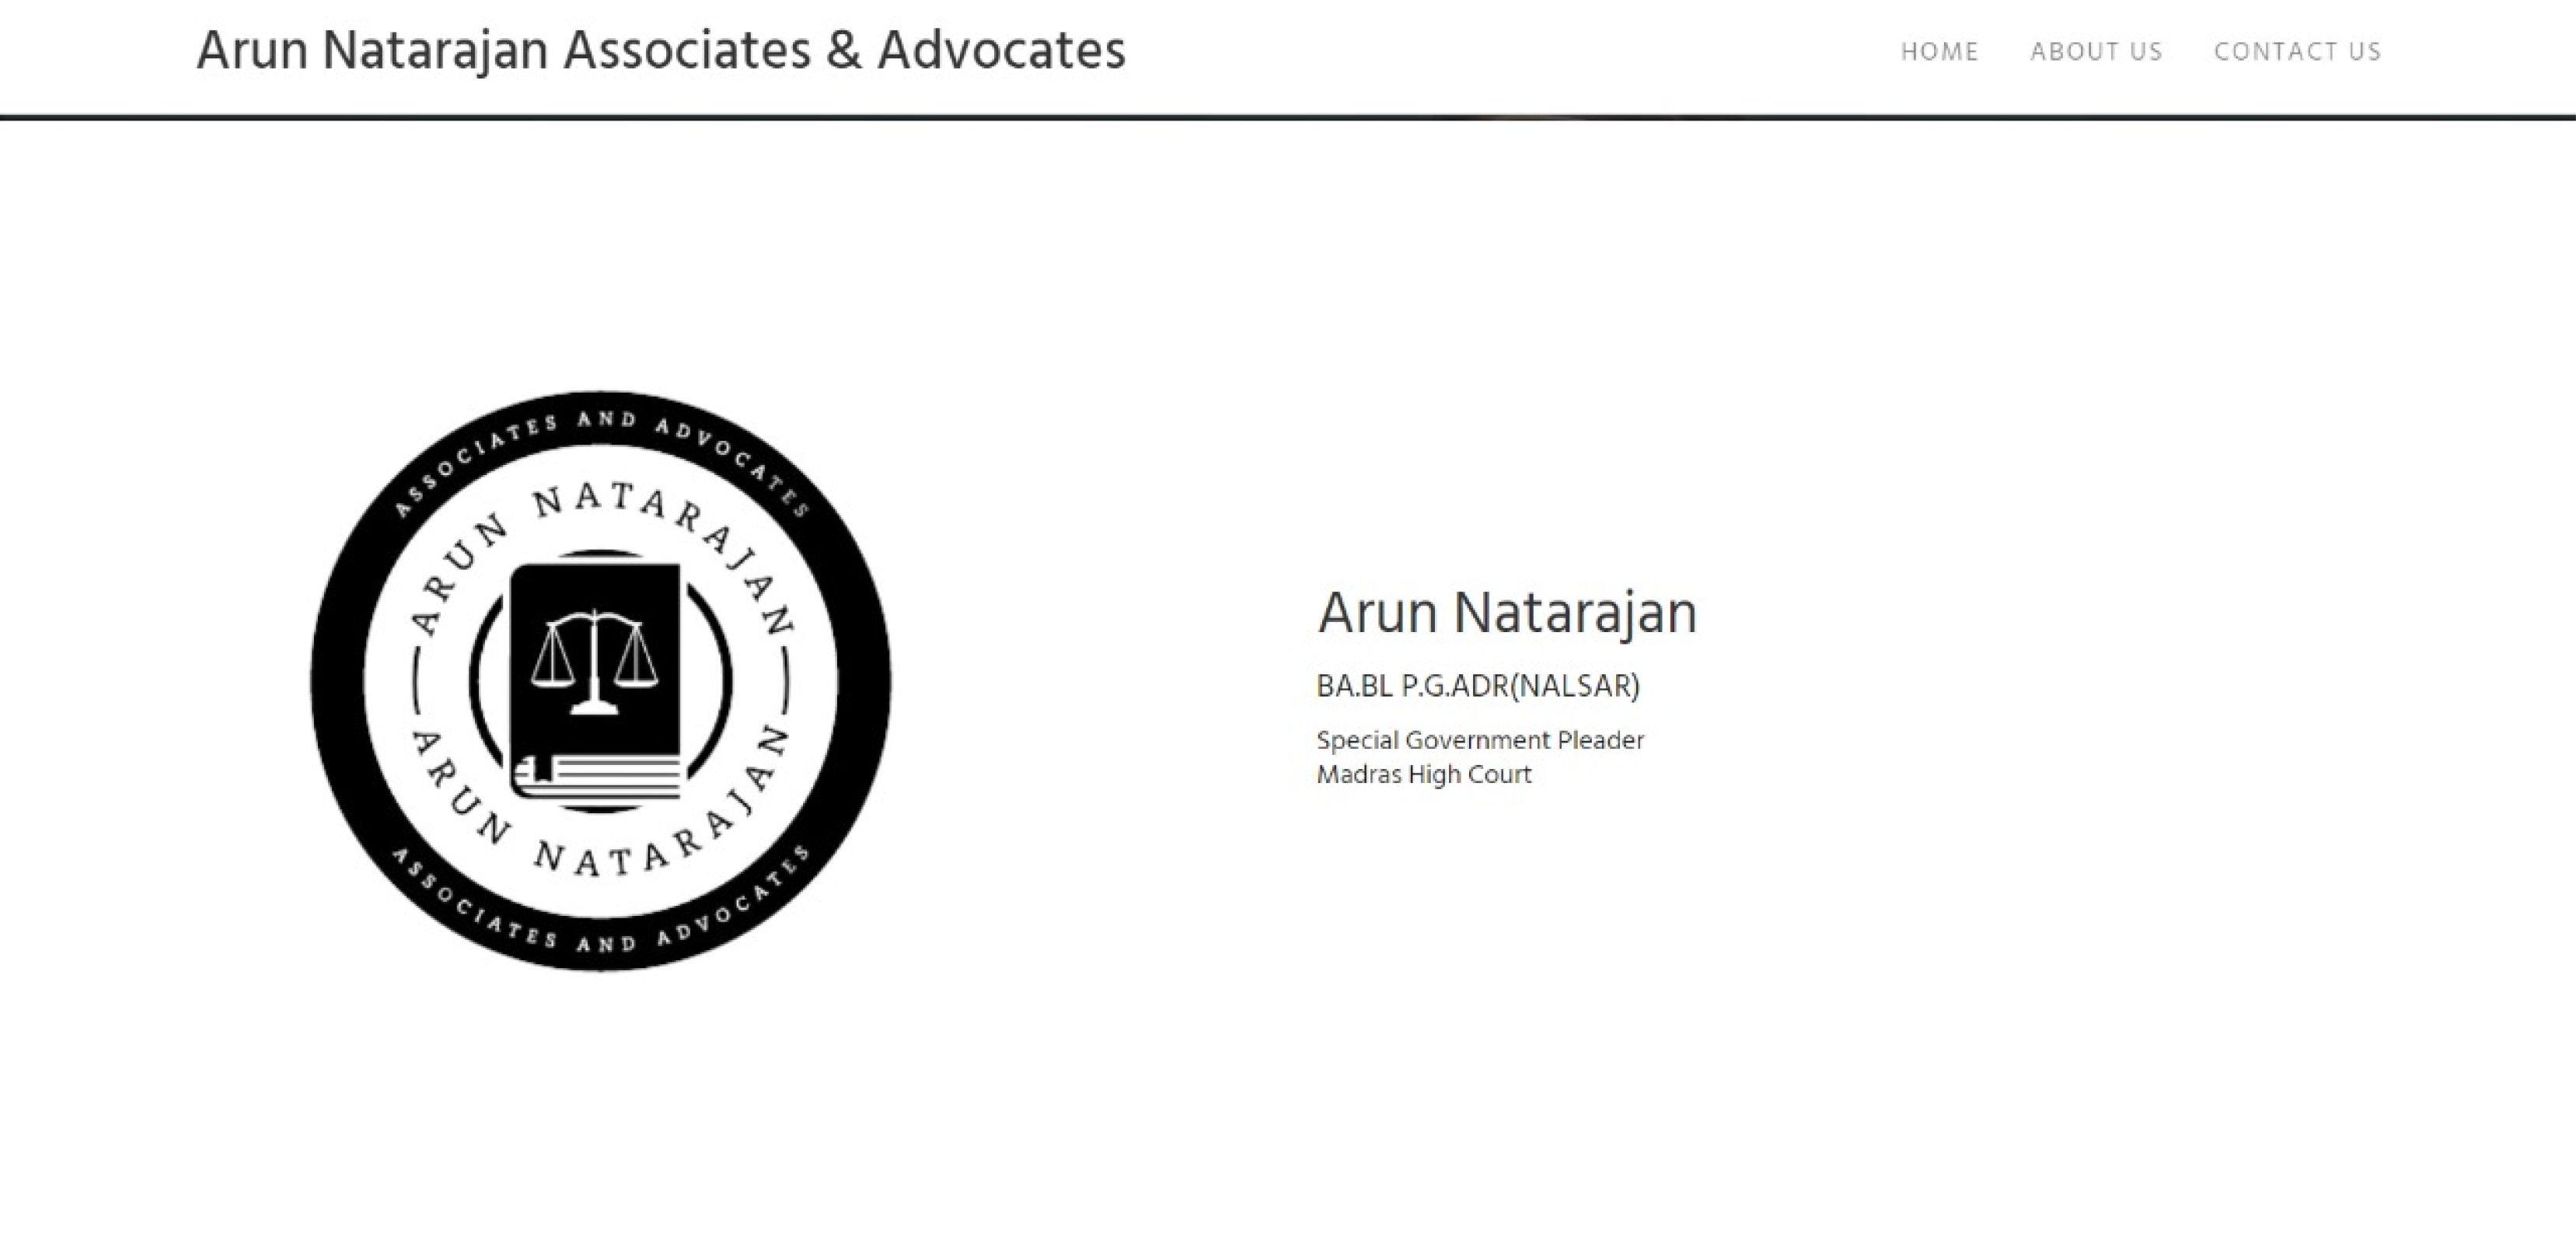 Arun Natarajan Associates & Advocates
HOME ABOUT US CONTACT US
ASSOCIATES AND ADVOCATES
ARUN NATARAJAN
ARUN NATARAJAN
ASSOCIATES AND ADVOCATES
Arun Natarajan
BA.BL P.G.ADR(NALSAR)
Special Government Pleader
Madras High Court